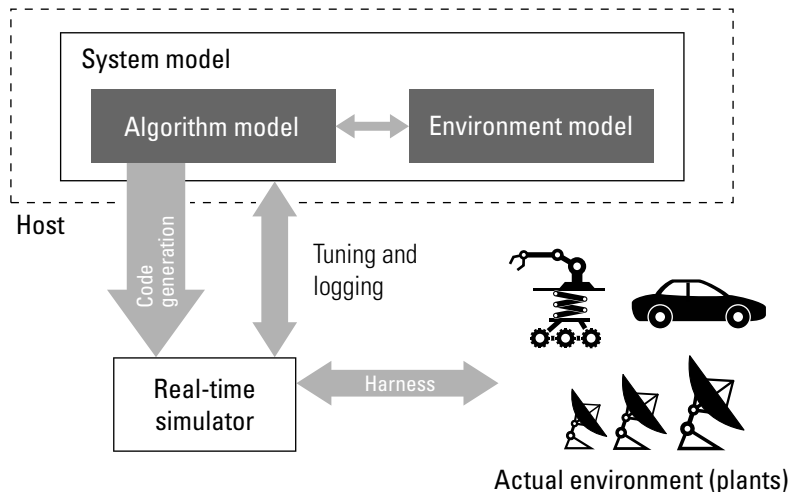 System model
Algorithm model
Environment model
Host
Code
generation
Tuning and
logging
Real-time
simulator
Harness
Actual environment (plants)